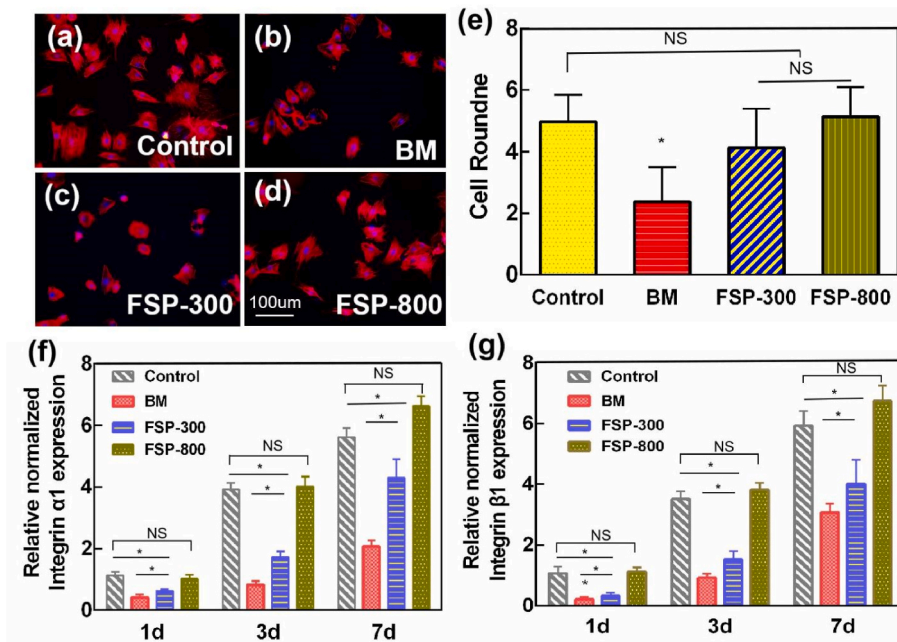 (a)
Control
(b)
BM
(c)
FSP-300
(d)
100um
FSP-800
(e)
Cell Roundne
8
6
4
2
0
NS
NS
*
Control BM FSP-300 FSP-800
(f)
Relative normalized
Integrin α1 expression
8
6
4
2
0
Control
BM
FSP-300
FSP-800
NS
*
*
NS
*
*
NS
*
*
1d 3d 7d
(g)
Relative normalized
Integrin β1 expression
8
6
4
2
0
Control
BM
FSP-300
FSP-800
NS
*
*
*
NS
*
*
NS
*
*
1d 3d 7d